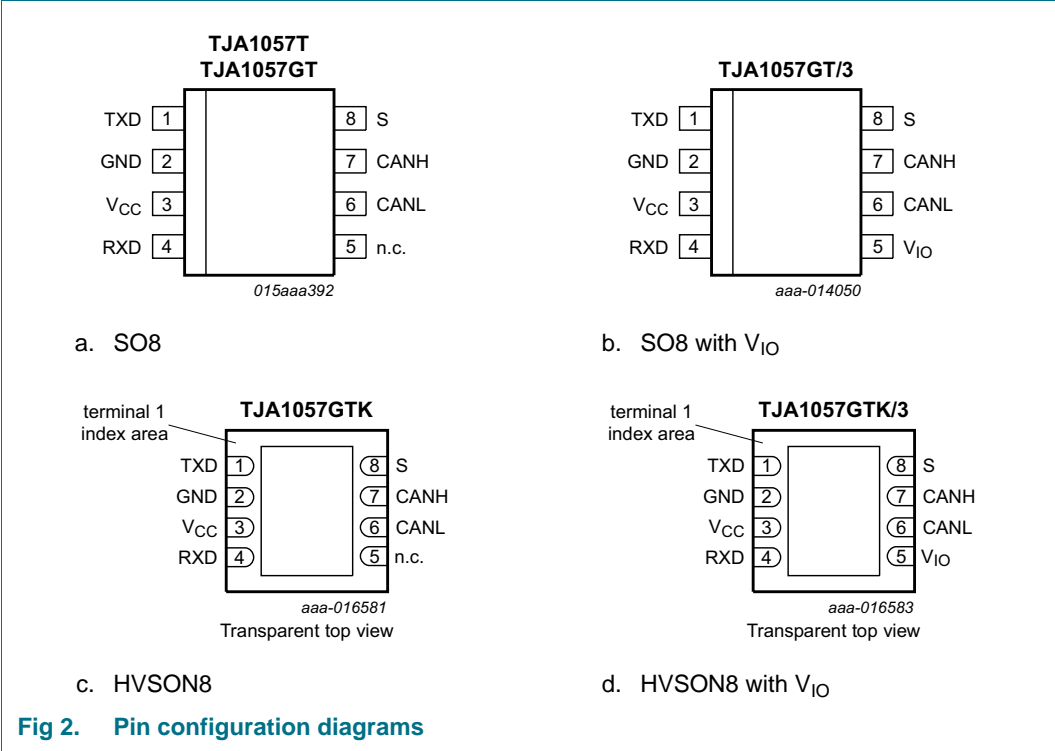 TJA1057T
TJA1057GT
TXD 1
8 S
GND 2
7 CANH
VCC 3
6 CANL
RXD 4
5 n.c.
015aaa392
a. SO8
TJA1057GT/3
TXD 1
8 S
GND 2
7 CANH
VCC 3
6 CANL
RXD 4
5 VIO
aaa-014050
b. SO8 with VIO
terminal 1
index area
TJA1057GTK
TXD 1
8 S
GND 2
7 CANH
VCC 3
6 CANL
RXD 4
5 n.c.
aaa-016581
Transparent top view
c. HVSON8
terminal 1
index area
TJA1057GTK/3
TXD 1
8 S
GND 2
7 CANH
VCC 3
6 CANL
RXD 4
5 VIO
aaa-016583
Transparent top view
d. HVSON8 with VIO
Fig 2. Pin configuration diagrams